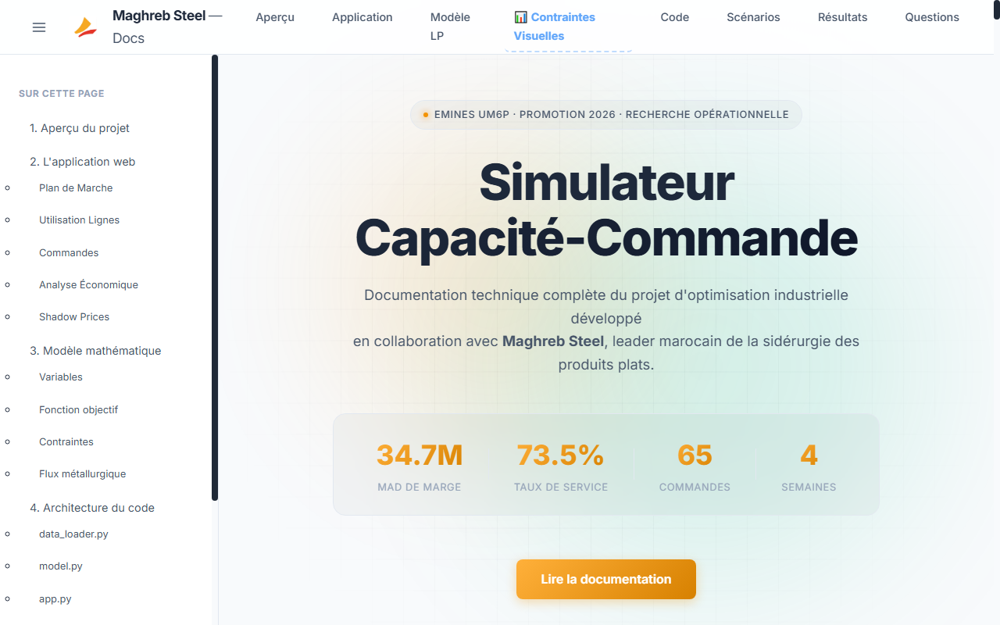 Maghreb Steel —
Docs
Aperçu
Application
Modèle
LP
📊 Contraintes
Visuelles
Code
Scénarios
Résultats
Questions
SUR CETTE PAGE
1. Aperçu du projet
2. L'application web
Plan de Marche
Utilisation Lignes
Commandes
Analyse Économique
Shadow Prices
3. Modèle mathématique
Variables
Fonction objectif
Contraintes
Flux métallurgique
4. Architecture du code
data_loader.py
model.py
app.py
EMINES UM6P · PROMOTION 2026 · RECHERCHE OPÉRATIONNELLE
Simulateur
Capacité-Commande
Documentation technique complète du projet d'optimisation industrielle
développé
en collaboration avec Maghreb Steel, leader marocain de la sidérurgie des
produits plats.
34.7M
MAD DE MARGE
73.5%
TAUX DE SERVICE
65
COMMANDES
4
SEMAINES
Lire la documentation